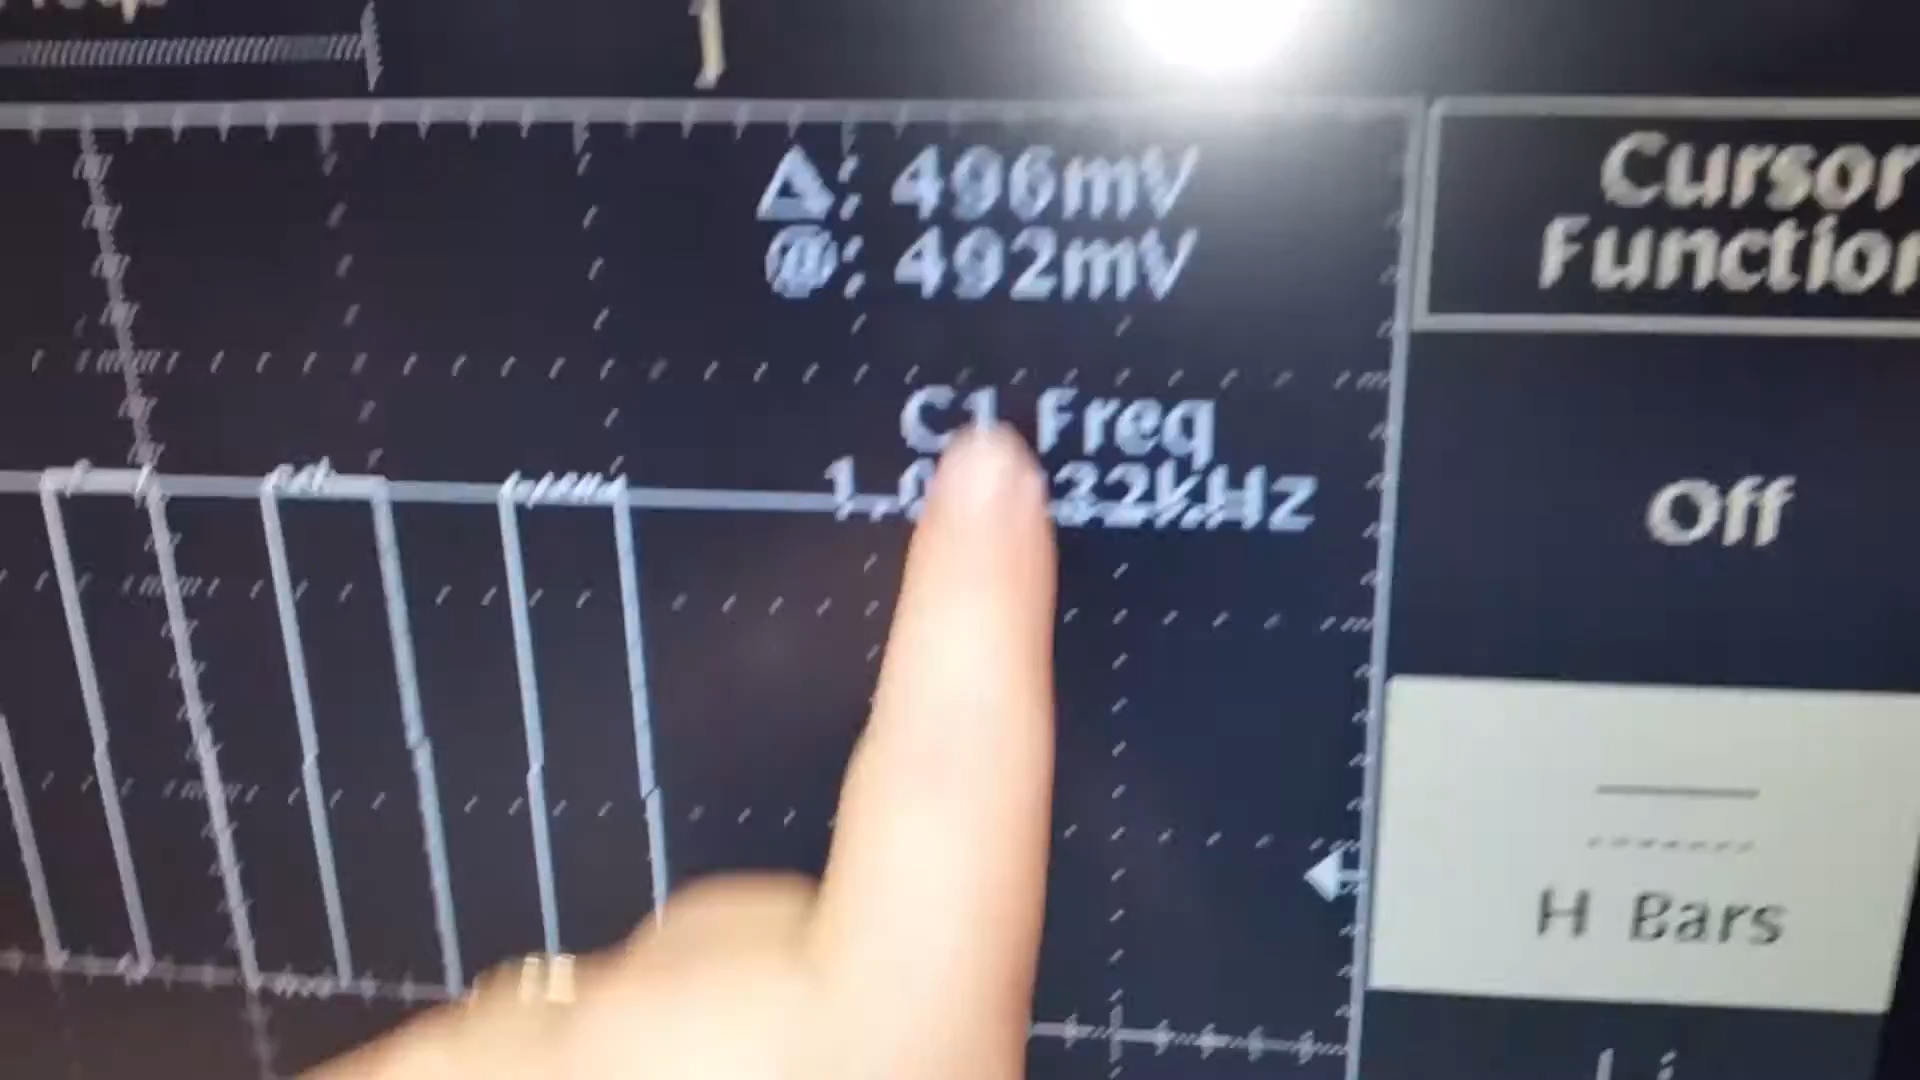 Δ: 496mV
@: 492mV
Cursor
Function
C1 Freq
Off
H Bars